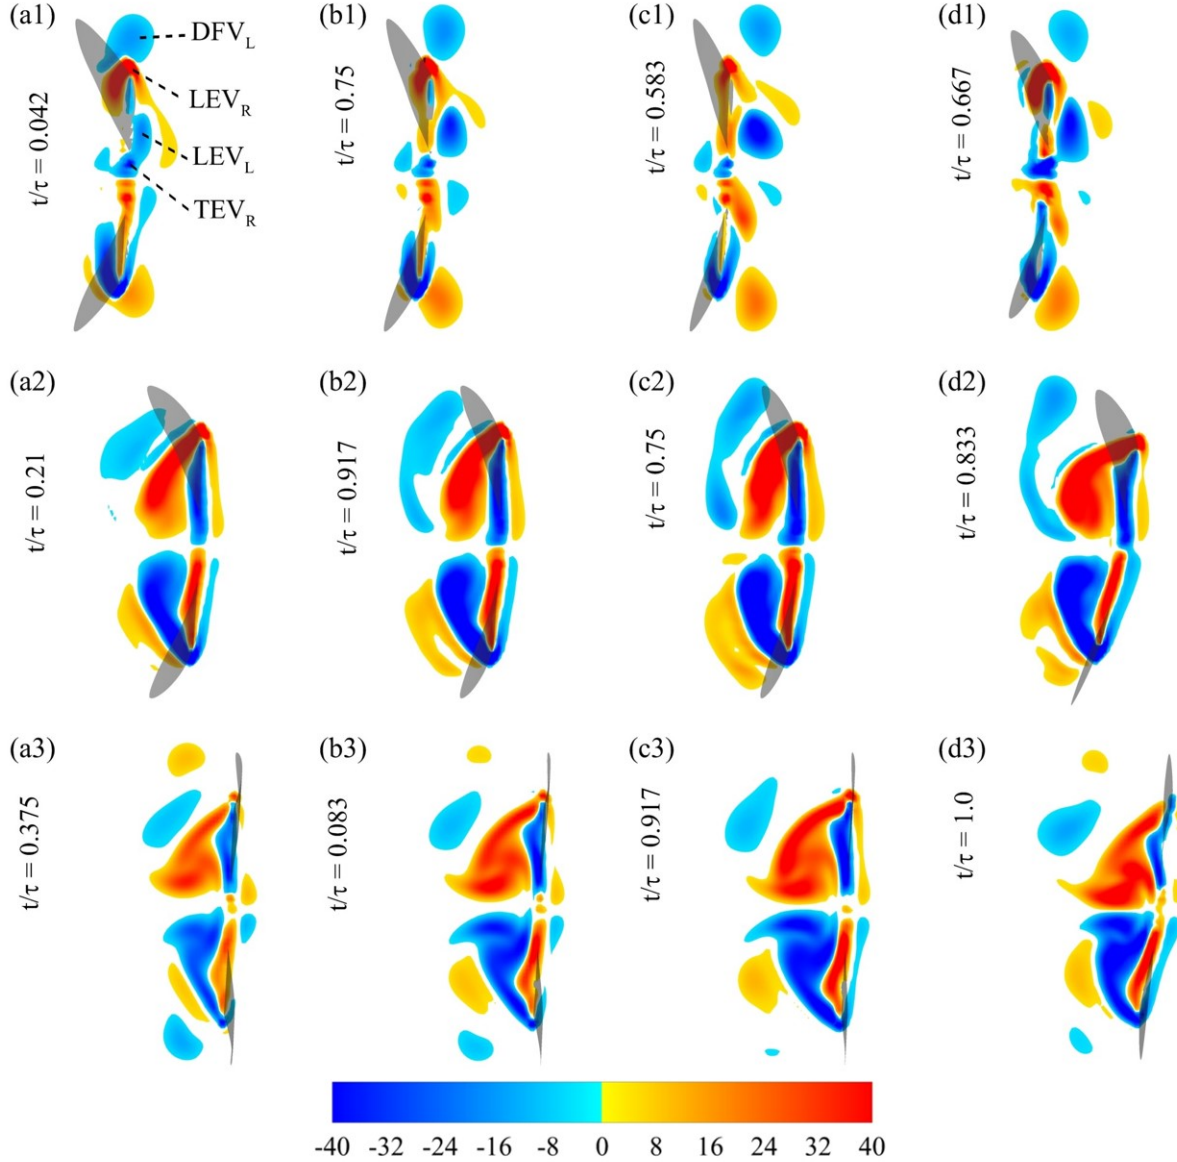 (a1)
(b1)
(c1)
(d1)
DFV_L
LEV_R
LEV_L
TEV_R
t/τ = 0.042
t/τ = 0.75
t/τ = 0.583
t/τ = 0.667
(a2)
(b2)
(c2)
(d2)
t/τ = 0.21
t/τ = 0.917
t/τ = 0.75
t/τ = 0.833
(a3)
(b3)
(c3)
(d3)
t/τ = 0.375
t/τ = 0.083
t/τ = 0.917
t/τ = 1.0
-40 -32 -24 -16 -8 0 8 16 24 32 40